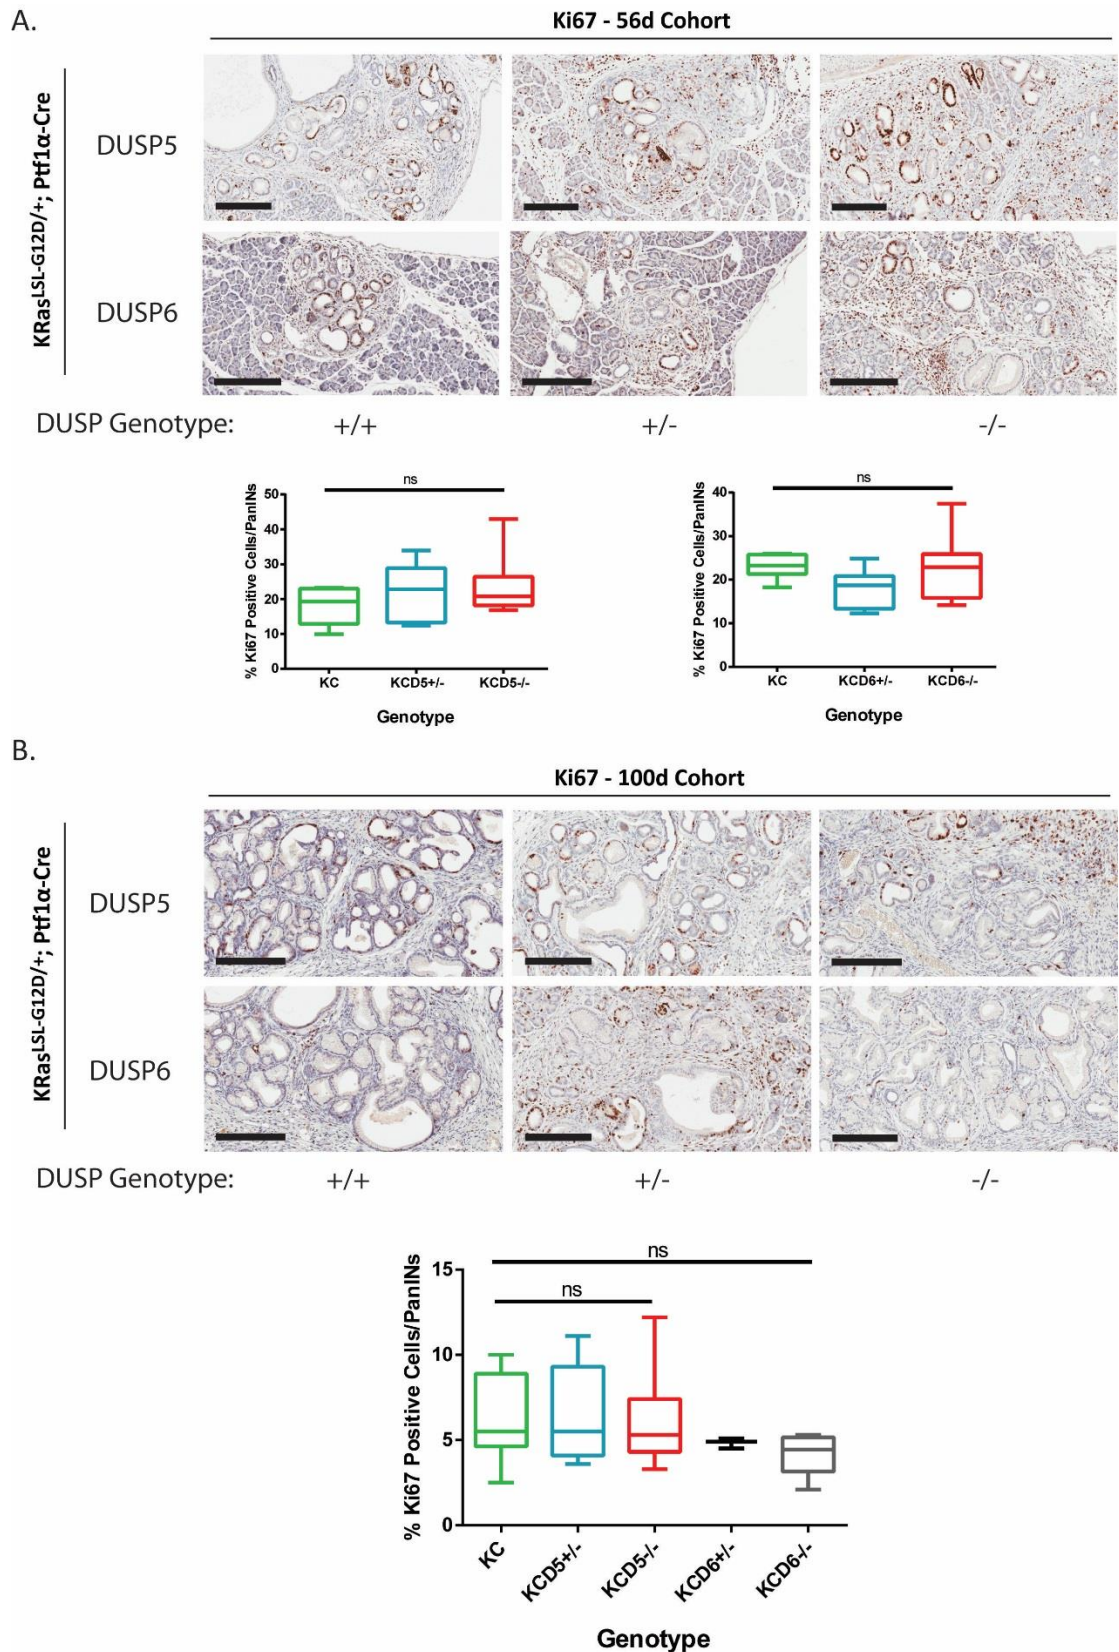 A.
Ki67 - 56d Cohort
KRasLSL-G12D/+; Ptf1α-Cre
DUSP5
DUSP6
DUSP Genotype: +/+ +/- -/-
% Ki67 Positive Cells/PanINs
50
40
30
20
10
0
ns
KC KCD5+/- KCD5-/-
Genotype
% Ki67 Positive Cells/PanINs
40
30
20
10
0
ns
KC KCD6+/- KCD6-/-
Genotype
B.
Ki67 - 100d Cohort
KRasLSL-G12D/+; Ptf1α-Cre
DUSP5
DUSP6
DUSP Genotype: +/+ +/- -/-
% Ki67 Positive Cells/PanINs
15
10
5
0
ns
ns
KC KCD5+/- KCD5-/- KCD6+/- KCD6-/-
Genotype